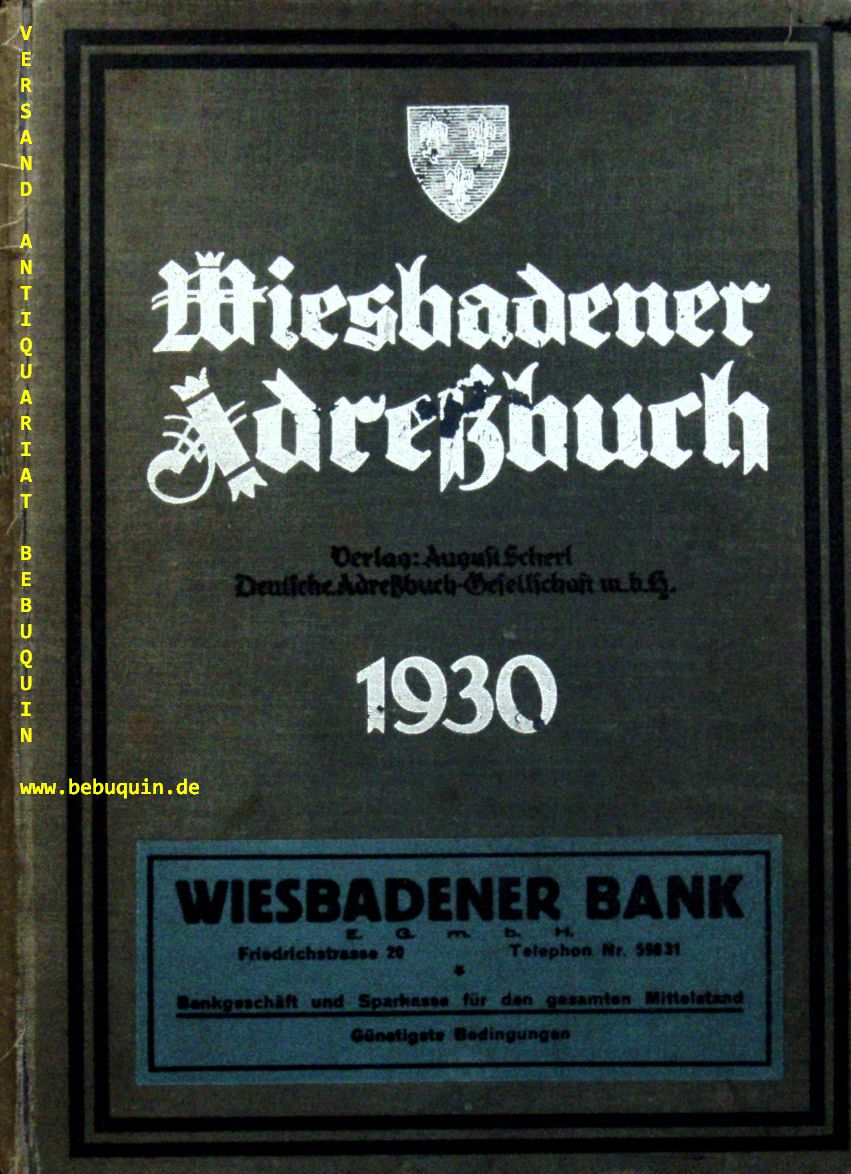 VERSAND ANTIQUARIAT BEBUQUIN
www.bebuquin.de
Wiesbadener
Adreßbuch
Verlag: August Scherl
Deutsche Adreßbuch-Gesellschaft m.b.H.
1930
WIESBADENER BANK
E. G. m. b. H.
Friedrichstrasse 20 Telephon Nr.
Bankgeschäft und Sparkasse für den gesamten Mittelstand
Günstigste Bedingungen